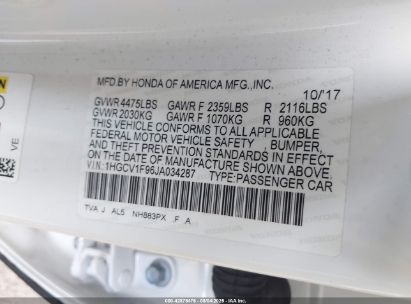 MFD.BY HONDA OF AMERICA MFG.,INC. 10/17
GVWR 4475LBS GAWR F 2359LBS R 2116LBS
GVWR 2030KG GAWR F 1070KG R 960KG
THIS VEHICLE CONFORMS TO ALL APPLICABLE
FEDERAL MOTOR VEHICLE SAFETY, BUMPER,
AND THEFT PREVENTION STANDARDS IN EFFECT
ON THE DATE OF MANUFACTURE SHOWN ABOVE.
VIN:1HGCV1F96JA034287 TYPE:PASSENGER CAR
TVA J AL5 NH883PX .F A
VE